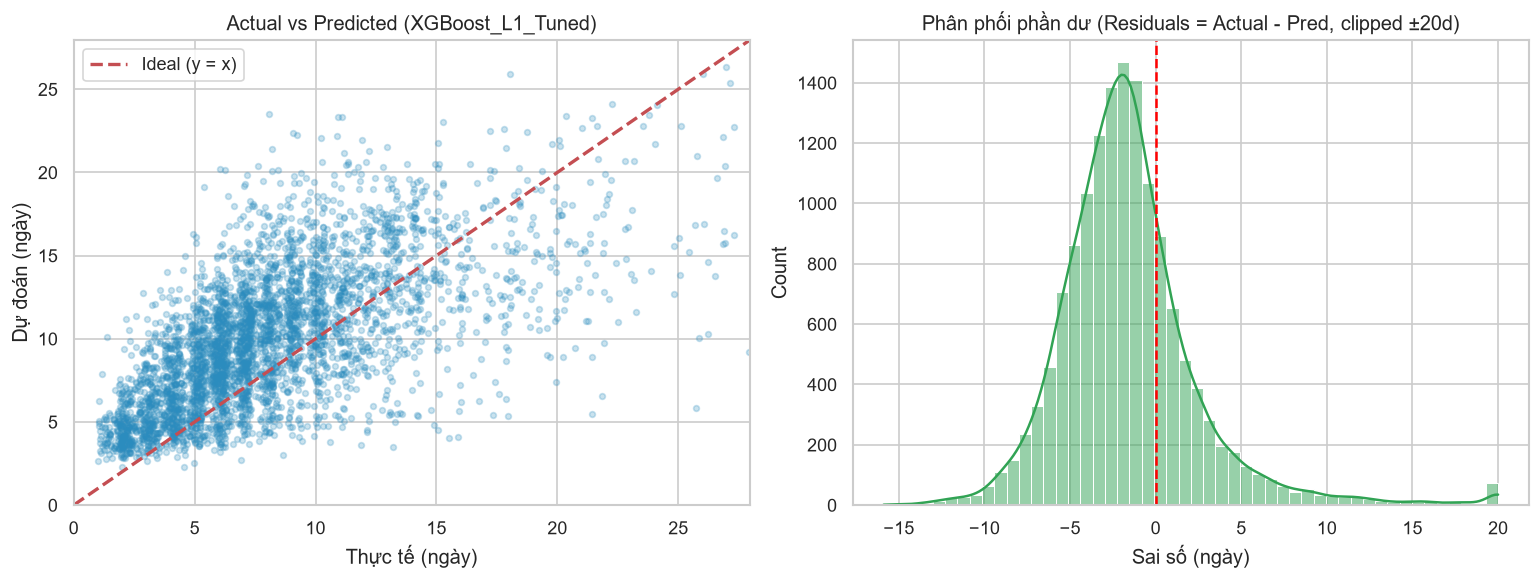 Actual vs Predicted (XGBoost_L1_Tuned)
Ideal (y = x)
25
20
15
10
5
0
0 5 10 15 20 25
Dự đoán (ngày)
Thực tế (ngày)
Phân phối phần dư (Residuals = Actual - Pred, clipped ±20d)
1400
1200
1000
800
600
400
200
0
−15 −10 −5 0 5 10 15 20
Count
Sai số (ngày)